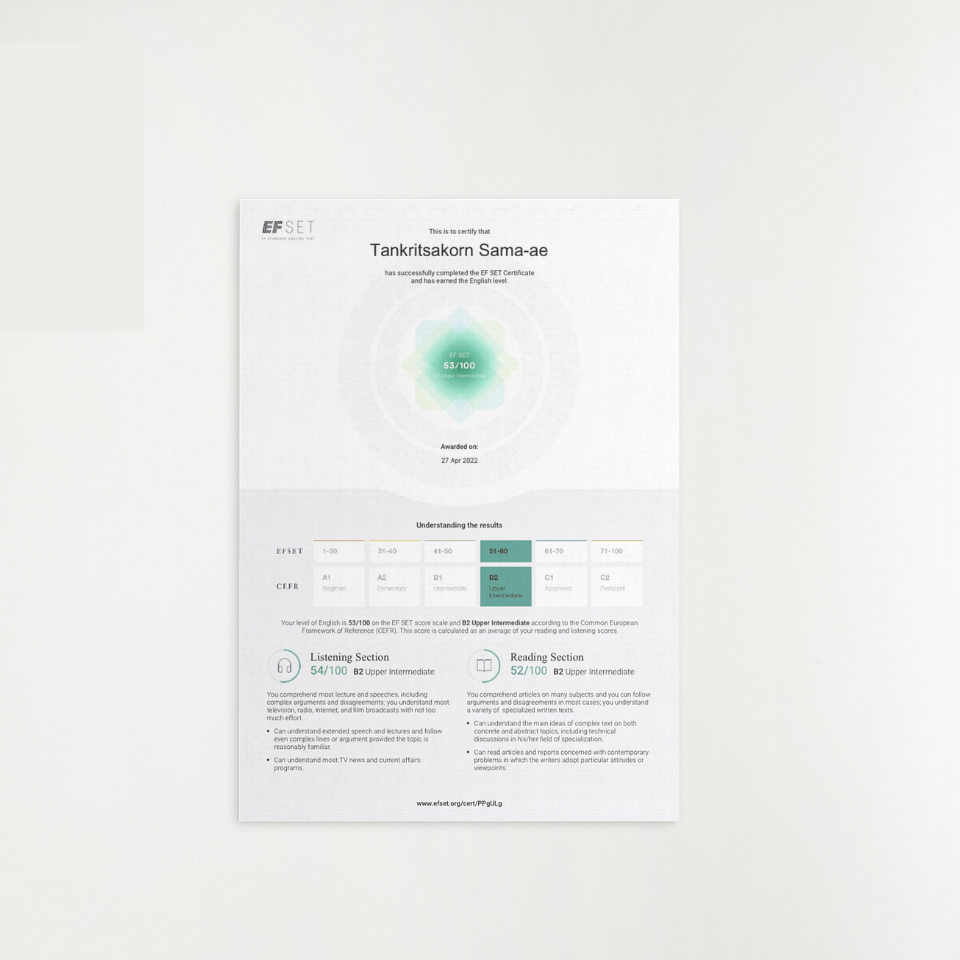 EFSET
EF STANDARD ENGLISH TEST
This is to certify that
Tankritsakorn Sama-ae
has successfully completed the EF SET Certificate
and has earned the English level:
EF SET
53/100
B2 Upper Intermediate
Awarded on:
27 Apr 2022
Understanding the results
EFSET 1-30 31-40 41-50 51-60 61-70 71-100
CEFR A1 Beginner A2 Elementary B1 Intermediate B2 Upper Intermediate C1 Advanced C2 Proficient
Your level of English is 53/100 on the EF SET score scale and B2 Upper Intermediate according to the Common European
Framework of Reference (CEFR). This score is calculated as an average of your reading and listening scores
Listening Section
54/100 B2 Upper Intermediate
You comprehend most lecture and speeches, including
complex arguments and disagreements; you understand most
television, radio, internet, and film broadcasts with not too
much effort.
• Can understand extended speech and lectures and follow
even complex lines or argument provided the topic is
reasonably familiar.
• Can understand most TV news and current affairs
programs.
Reading Section
52/100 B2 Upper Intermediate
You comprehend articles on many subjects and you can follow
arguments and disagreements in most cases; you understand
a variety of specialized written texts.
• Can understand the main ideas of complex text on both
concrete and abstract topics, including technical
discussions in his/her field of specialization.
• Can read articles and reports concerned with contemporary
problems in which the writers adopt particular attitudes or
viewpoints.
www.efset.org/cert/PPgULg